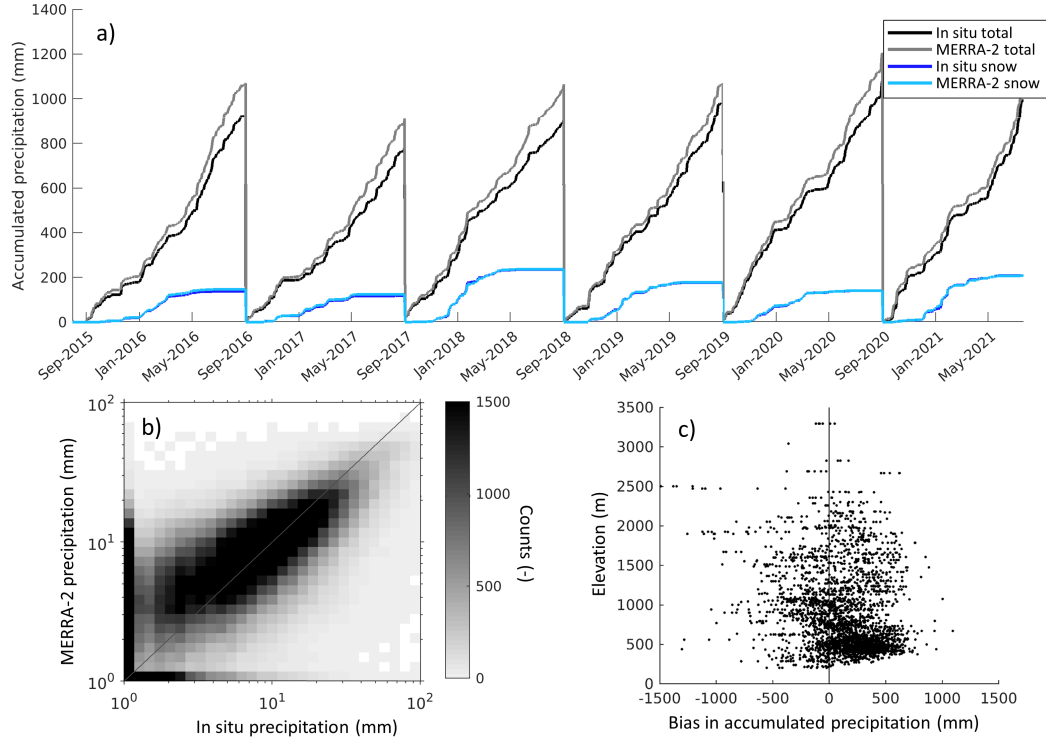 1400
1200
1000
800
600
400
200
0
Accumulated precipitation (mm)
a)
In situ total
MERRA-2 total
In situ snow
MERRA-2 snow
Sep-2015
Jan-2016
May-2016
Sep-2016
Jan-2017
May-2017
Sep-2017
Jan-2018
May-2018
Sep-2018
Jan-2019
May-2019
Sep-2019
Jan-2020
May-2020
Sep-2020
Jan-2021
May-2021
b)
10²
10¹
10⁰
MERRA-2 precipitation (mm)
10⁰
10¹
10²
In situ precipitation (mm)
1500
1000
500
0
Counts (-)
c)
3500
3000
2500
2000
1500
1000
500
0
Elevation (m)
-1500
-1000
-500
0
500
1000
1500
Bias in accumulated precipitation (mm)